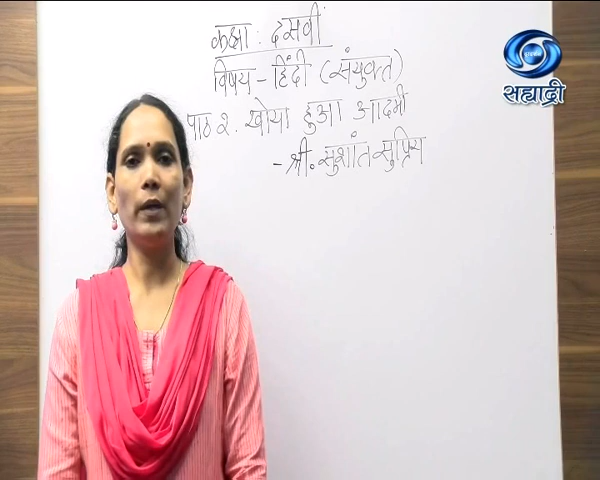 कक्षा : दसवीं
विषय - हिंदी (संयुक्त)
पाठ २. खोया हुआ आदमी
- श्री. सुशांत सुप्रिय
सह्याद्री